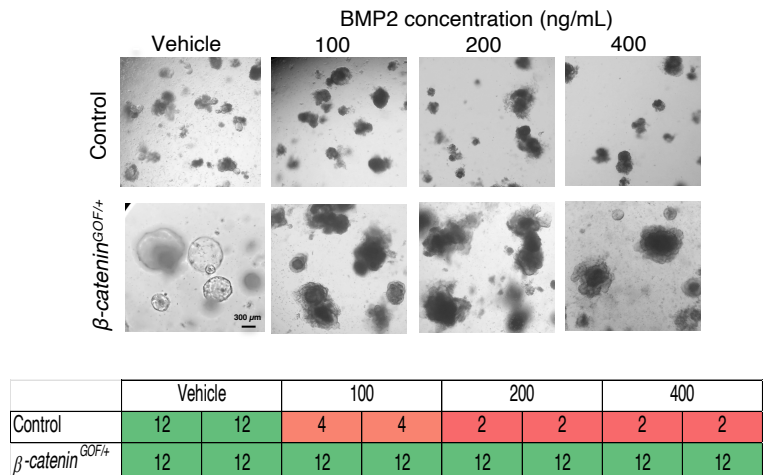 BMP2 concentration (ng/mL)
Vehicle 100 200 400
Control
β-catenin^GOF/+
300 µm
Vehicle 100 200 400
Control 12 12 4 4 2 2 2 2
β-catenin^GOF/+ 12 12 12 12 12 12 12 12